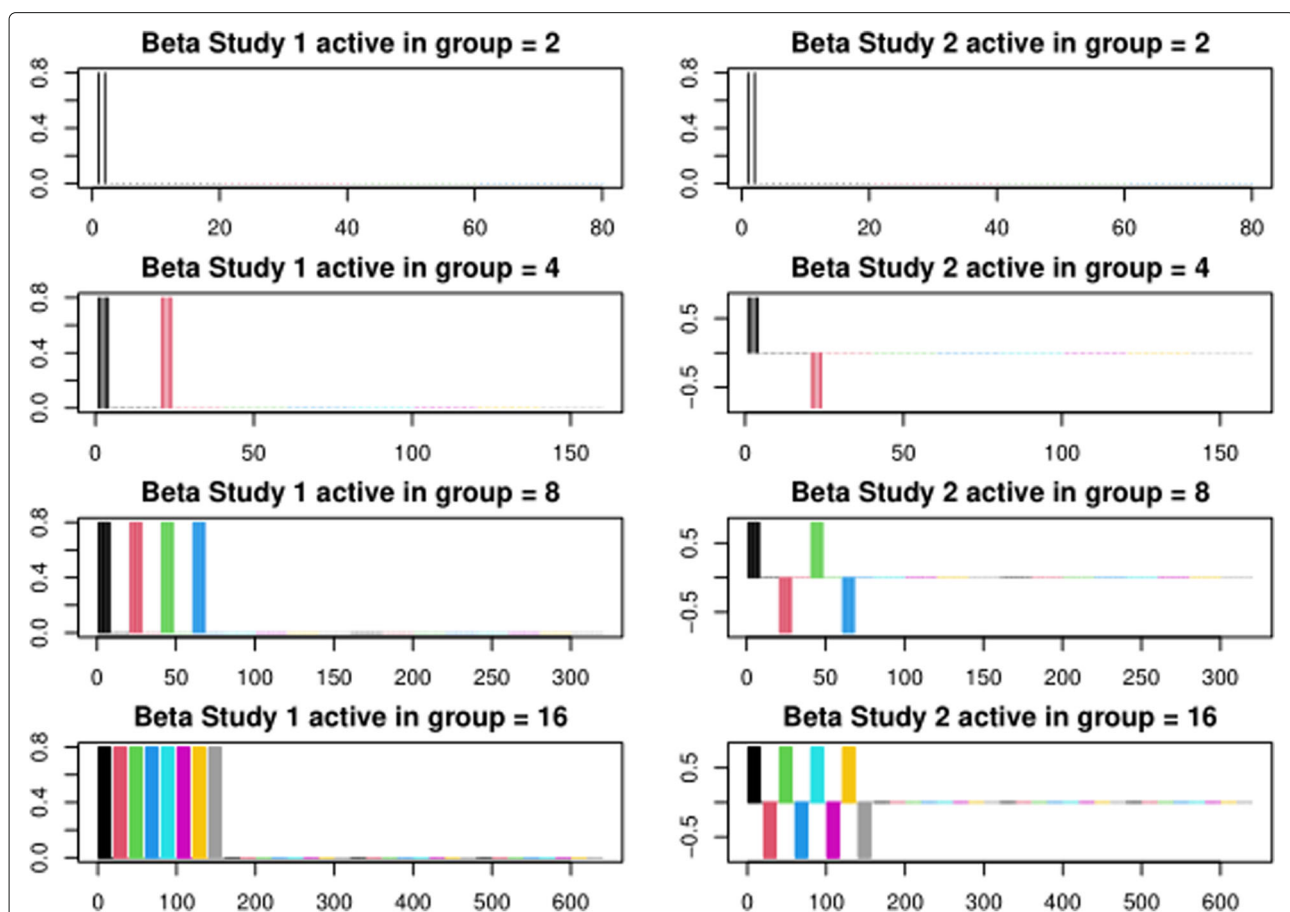 Beta Study 1 active in group = 2
0.0 0.4 0.8
0 20 40 60 80
Beta Study 2 active in group = 2
0.0 0.4 0.8
0 20 40 60 80
Beta Study 1 active in group = 4
0.0 0.4 0.8
0 50 100 150
Beta Study 2 active in group = 4
−0.5 0.5
0 50 100 150
Beta Study 1 active in group = 8
0.0 0.4 0.8
0 50 100 150 200 250 300
Beta Study 2 active in group = 8
−0.5 0.5
0 50 100 150 200 250 300
Beta Study 1 active in group = 16
0.0 0.4 0.8
0 100 200 300 400 500 600
Beta Study 2 active in group = 16
−0.5 0.5
0 100 200 300 400 500 600